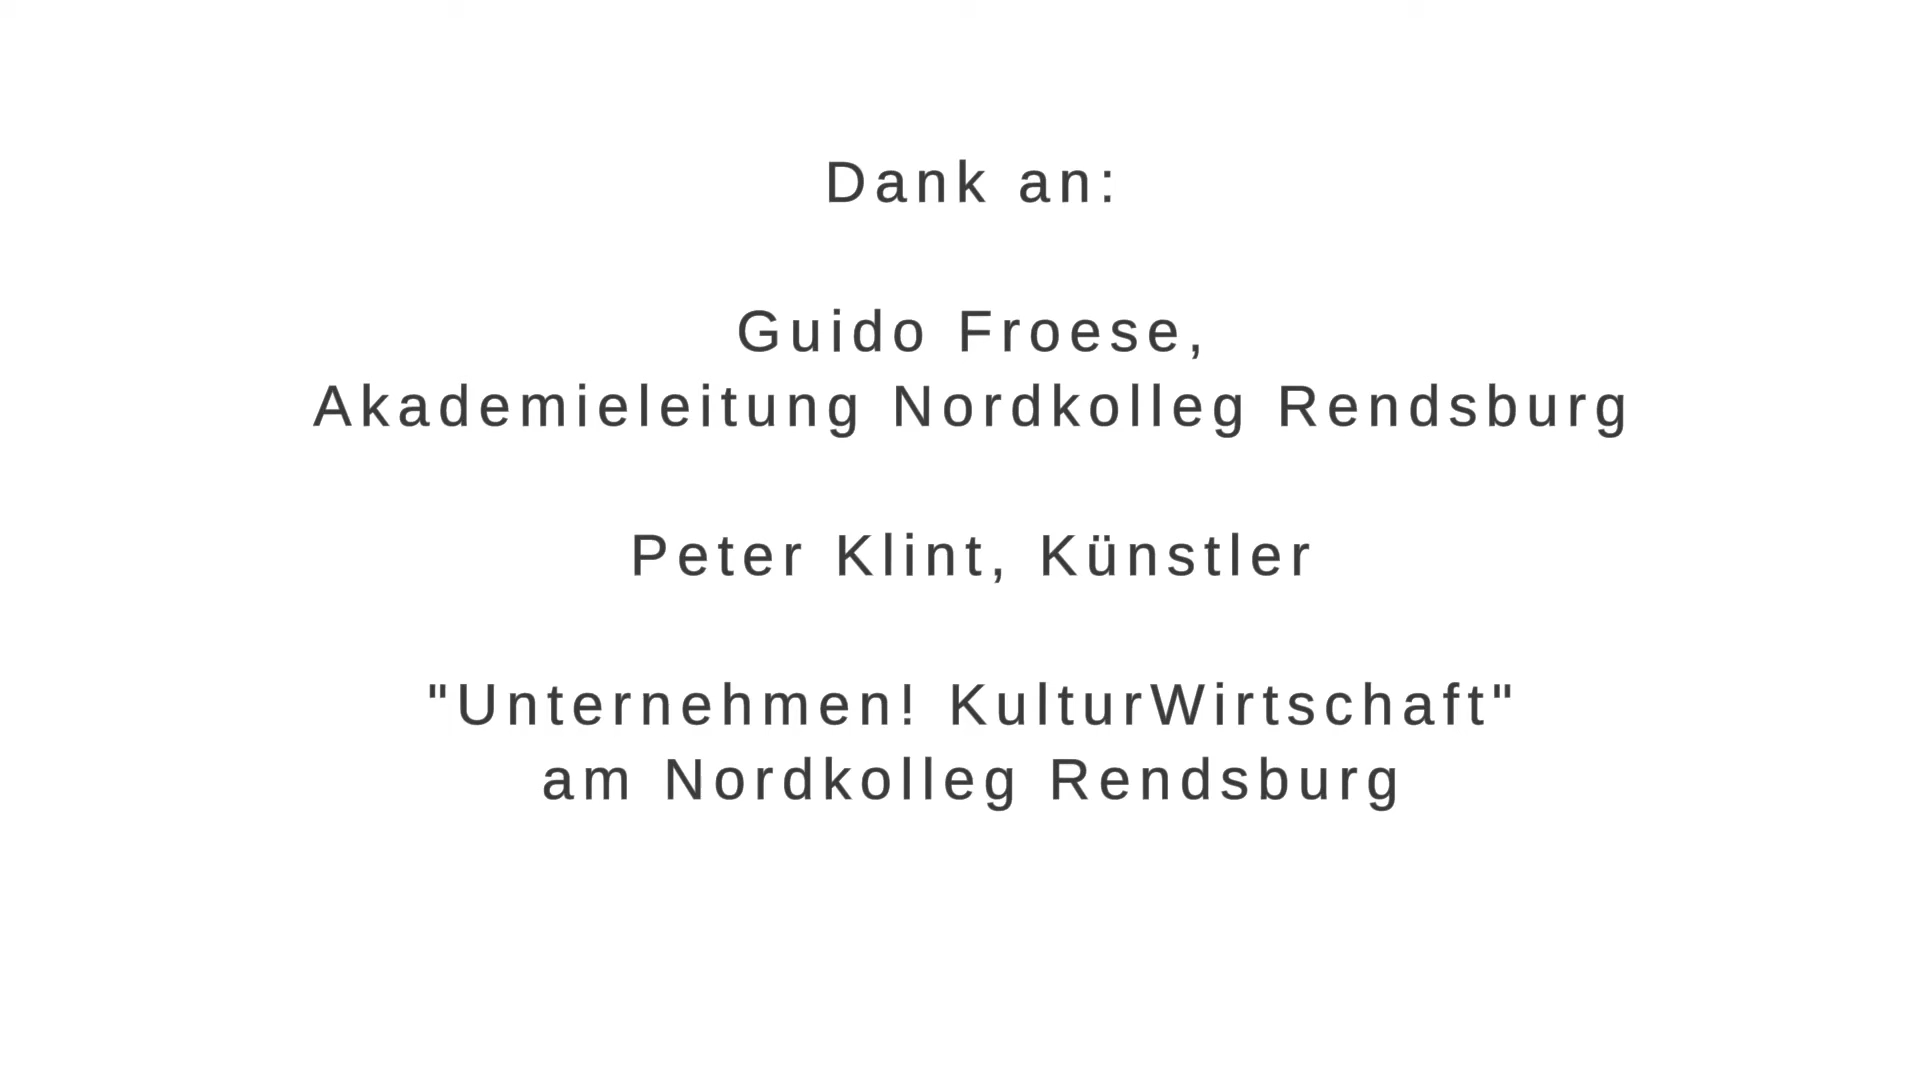 Dank an:
Guido Froese,
Akademieleitung Nordkolleg Rendsburg
Peter Klint, Künstler
"Unternehmen! KulturWirtschaft"
am Nordkolleg Rendsburg